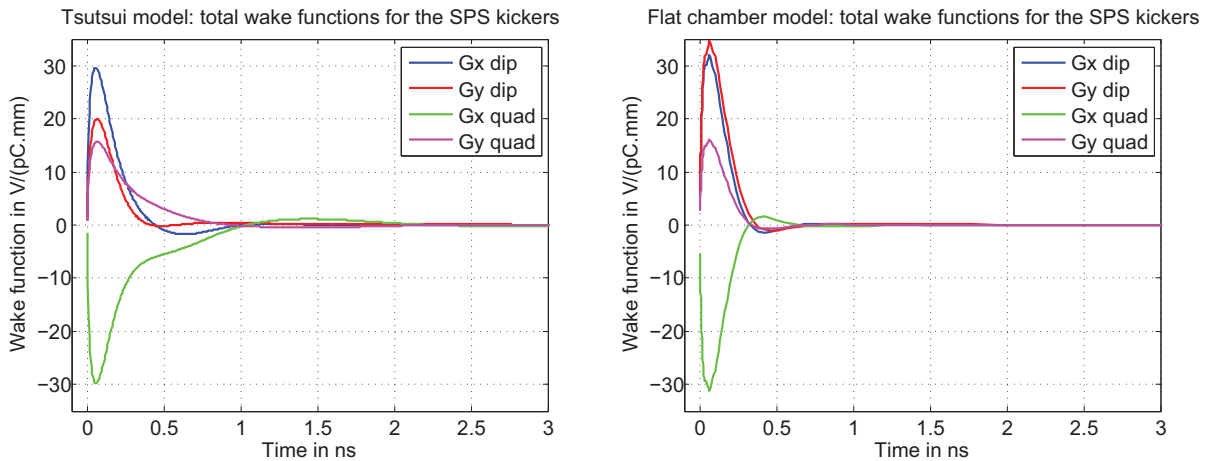 Tsutsui model: total wake functions for the SPS kickers
Wake function in V/(pC.mm)
30
20
10
0
−10
−20
−30
0 0.5 1 1.5 2 2.5 3
Time in ns
Gx dip
Gy dip
Gx quad
Gy quad
Flat chamber model: total wake functions for the SPS kickers
Wake function in V/(pC.mm)
30
20
10
0
−10
−20
−30
0 0.5 1 1.5 2 2.5 3
Time in ns
Gx dip
Gy dip
Gx quad
Gy quad